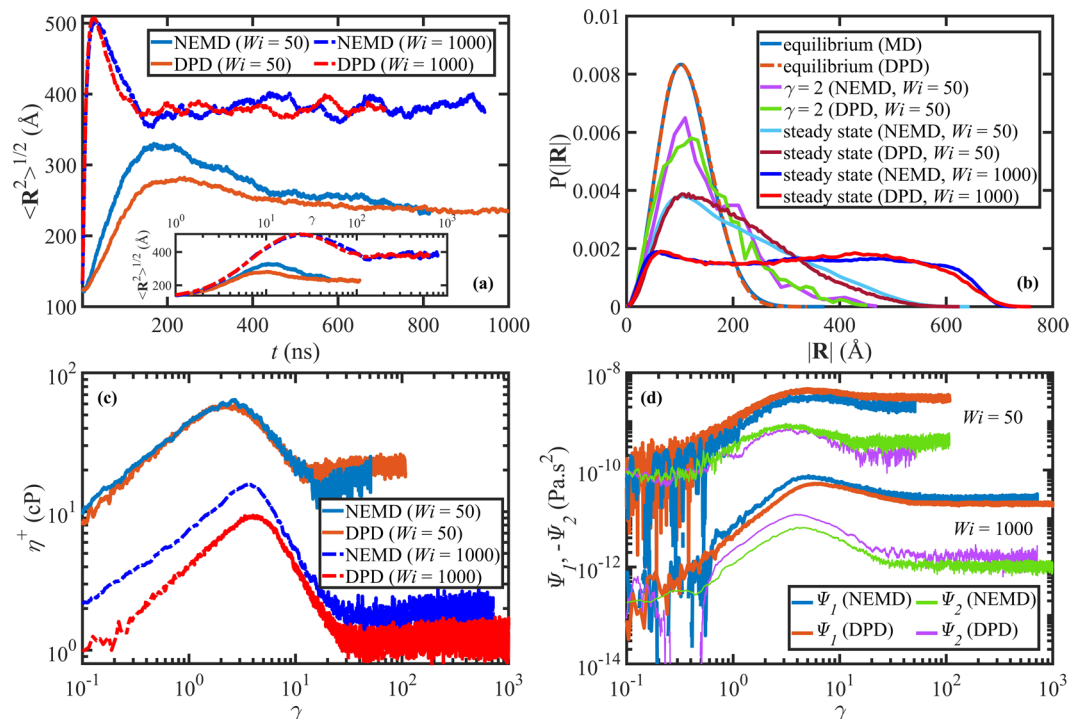 500
400
300
200
100
<R²>^1/2 (Å)
NEMD (Wi = 50)
NEMD (Wi = 1000)
DPD (Wi = 50)
DPD (Wi = 1000)
10^0
10^1
γ
10^2
10^3
<R²>^1/2 (Å)
400
200
(a)
200
400
600
800
1000
t (ns)
0.01
0.008
0.006
0.004
0.002
0
P(|R|)
equilibrium (MD)
equilibrium (DPD)
γ = 2 (NEMD, Wi = 50)
γ = 2 (DPD, Wi = 50)
steady state (NEMD, Wi = 50)
steady state (DPD, Wi = 50)
steady state (NEMD, Wi = 1000)
steady state (DPD, Wi = 1000)
(b)
0
200
400
600
800
|R| (Å)
10^2
10^1
10^0
η^+ (cP)
(c)
NEMD (Wi = 50)
DPD (Wi = 50)
NEMD (Wi = 1000)
DPD (Wi = 1000)
10^-1
10^0
10^1
10^2
10^3
γ
10^-8
10^-10
10^-12
10^-14
Ψ_1, -Ψ_2 (Pa.s²)
(d)
Wi = 50
Wi = 1000
Ψ_1 (NEMD)
Ψ_2 (NEMD)
Ψ_1 (DPD)
Ψ_2 (DPD)
10^-1
10^0
10^1
10^2
10^3
γ